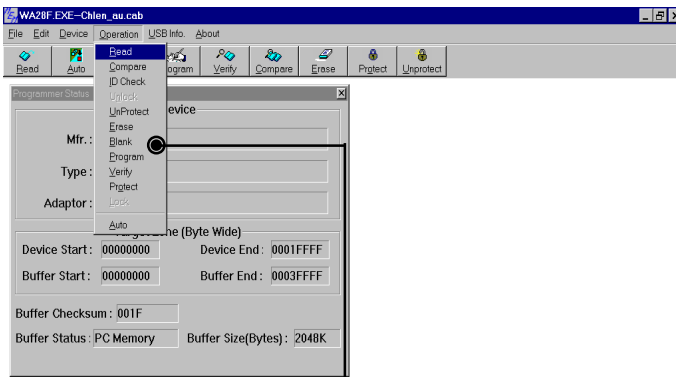 WA28F.EXE–Chlen_au.cab
File Edit Device Operation USB Info. About
Read Auto ogram Verify Compare Erase Protect Unprotect
Read
Compare
ID Check
Unlock
UnProtect
Erase
Blank
Program
Verify
Protect
Lock
Auto
Programmer Status
evice
Mfr. :
Type :
Adaptor :
(Byte Wide)
Device Start : 00000000 Device End : 0001FFFF
Buffer Start : 00000000 Buffer End : 0003FFFF
Buffer Checksum : 001F
Buffer Status : PC Memory Buffer Size(Bytes) : 2048K